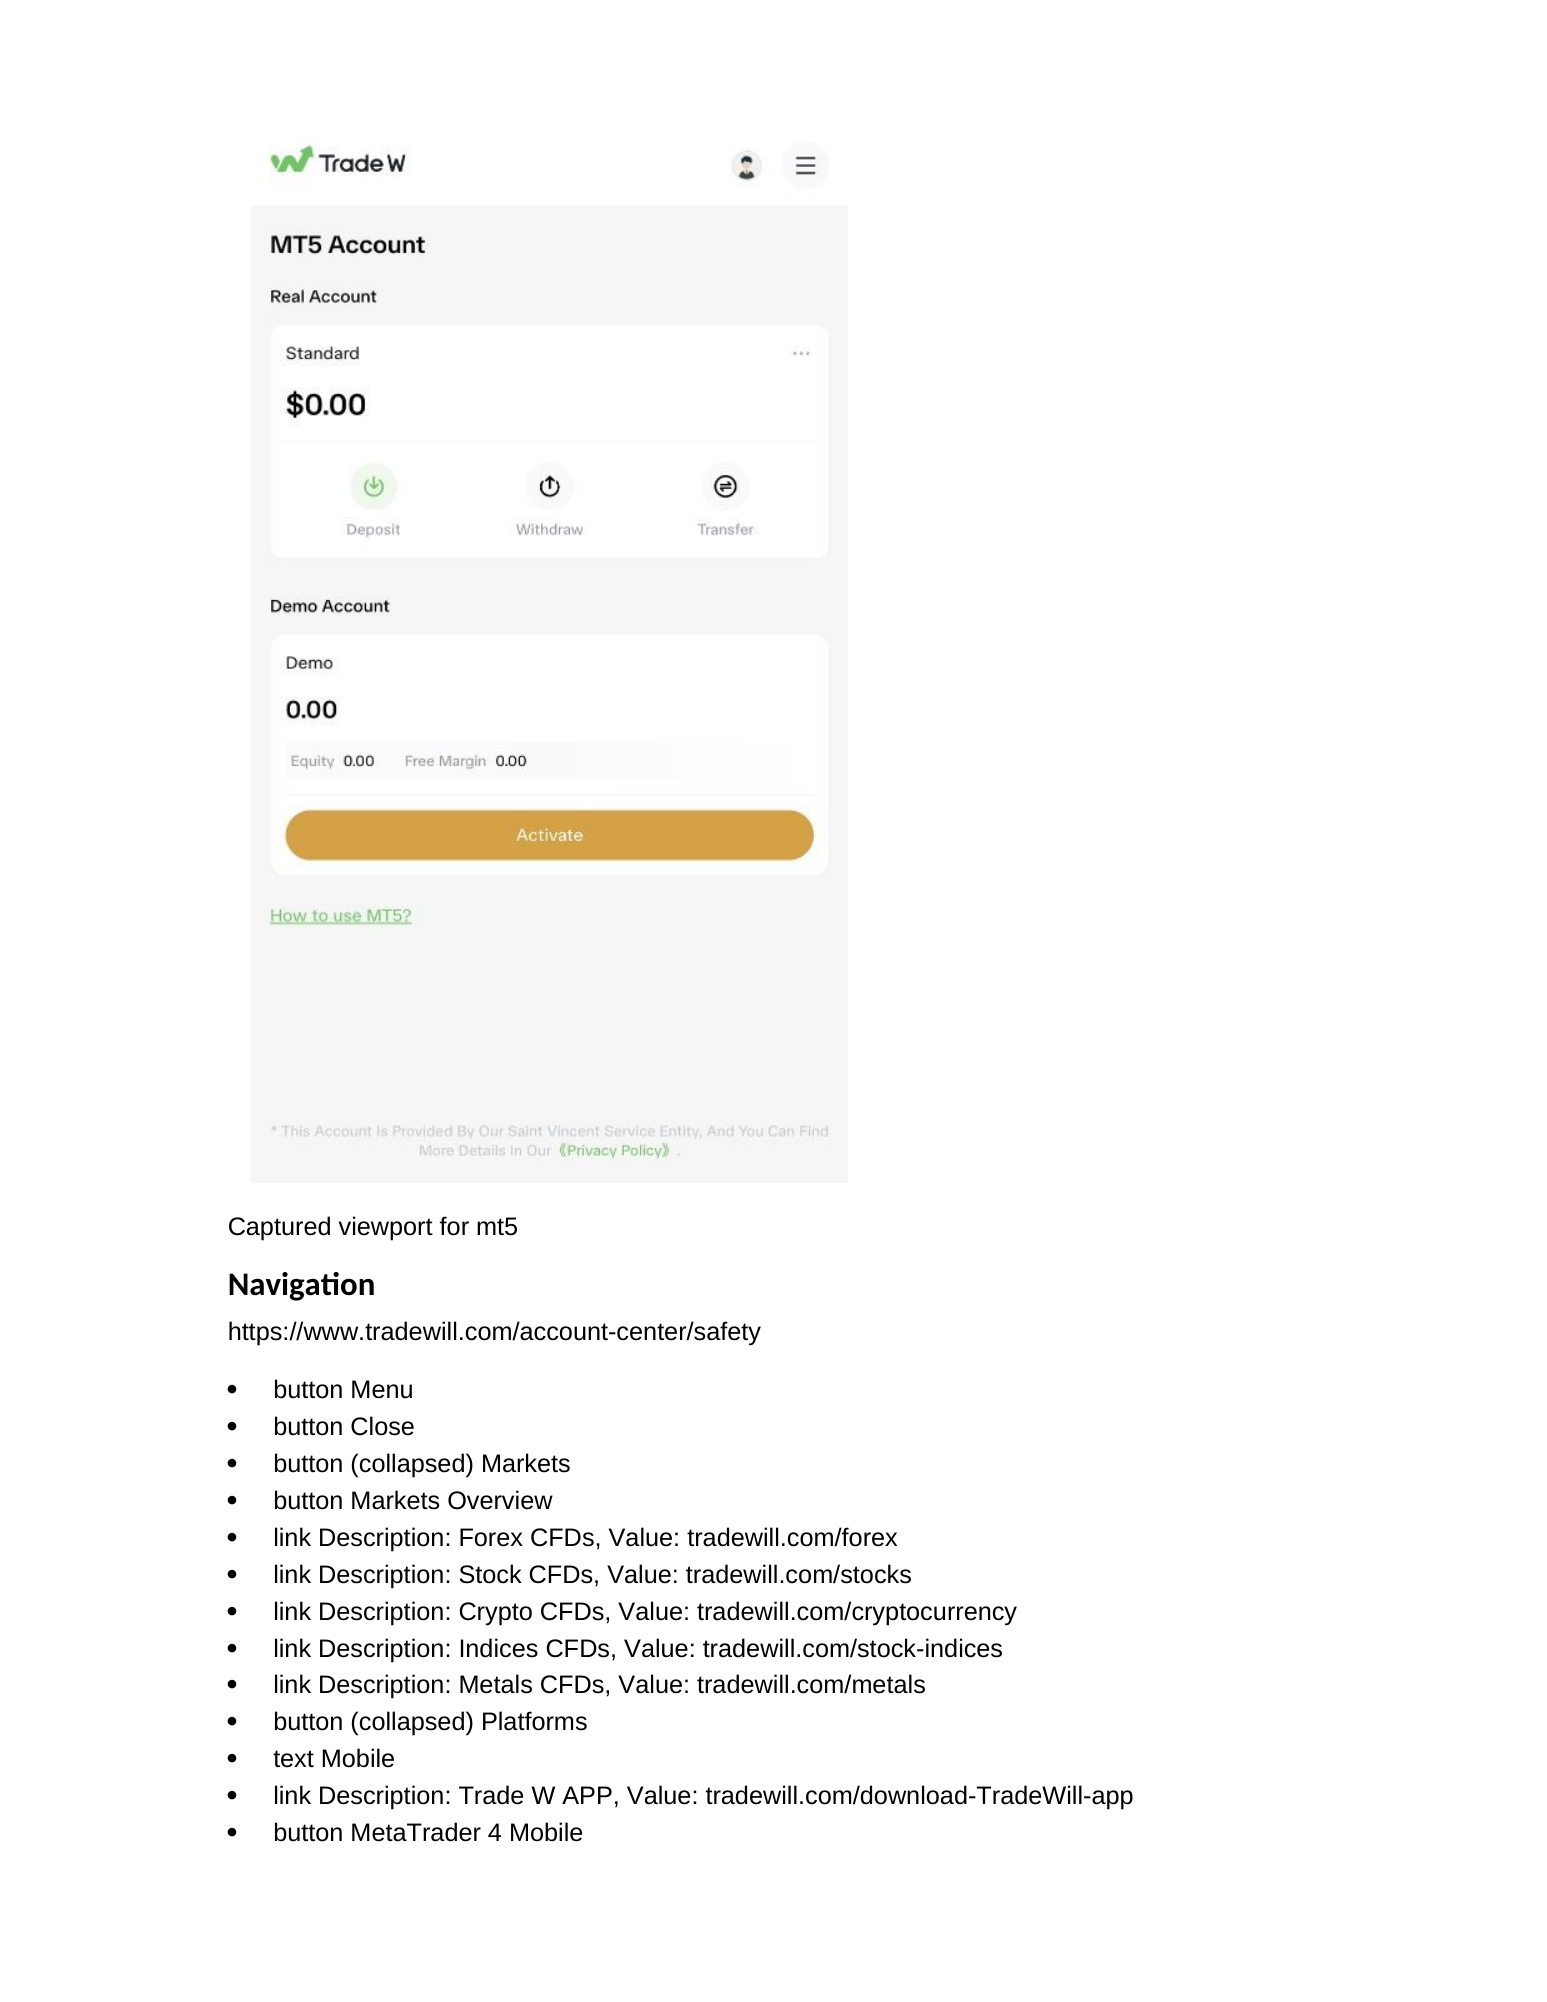 Trade W
MT5 Account
Real Account
Standard
$0.00
Deposit Withdraw Transfer
Demo Account
Demo
0.00
Equity 0.00 Free Margin 0.00
Activate
How to use MT5?
* This Account Is Provided By Our Saint Vincent Service Entity, And You Can Find
More Details In Our 《Privacy Policy》 .
Captured viewport for mt5
Navigation
https://www.tradewill.com/account-center/safety
• button Menu
• button Close
• button (collapsed) Markets
• button Markets Overview
• link Description: Forex CFDs, Value: tradewill.com/forex
• link Description: Stock CFDs, Value: tradewill.com/stocks
• link Description: Crypto CFDs, Value: tradewill.com/cryptocurrency
• link Description: Indices CFDs, Value: tradewill.com/stock-indices
• link Description: Metals CFDs, Value: tradewill.com/metals
• button (collapsed) Platforms
• text Mobile
• link Description: Trade W APP, Value: tradewill.com/download-TradeWill-app
• button MetaTrader 4 Mobile